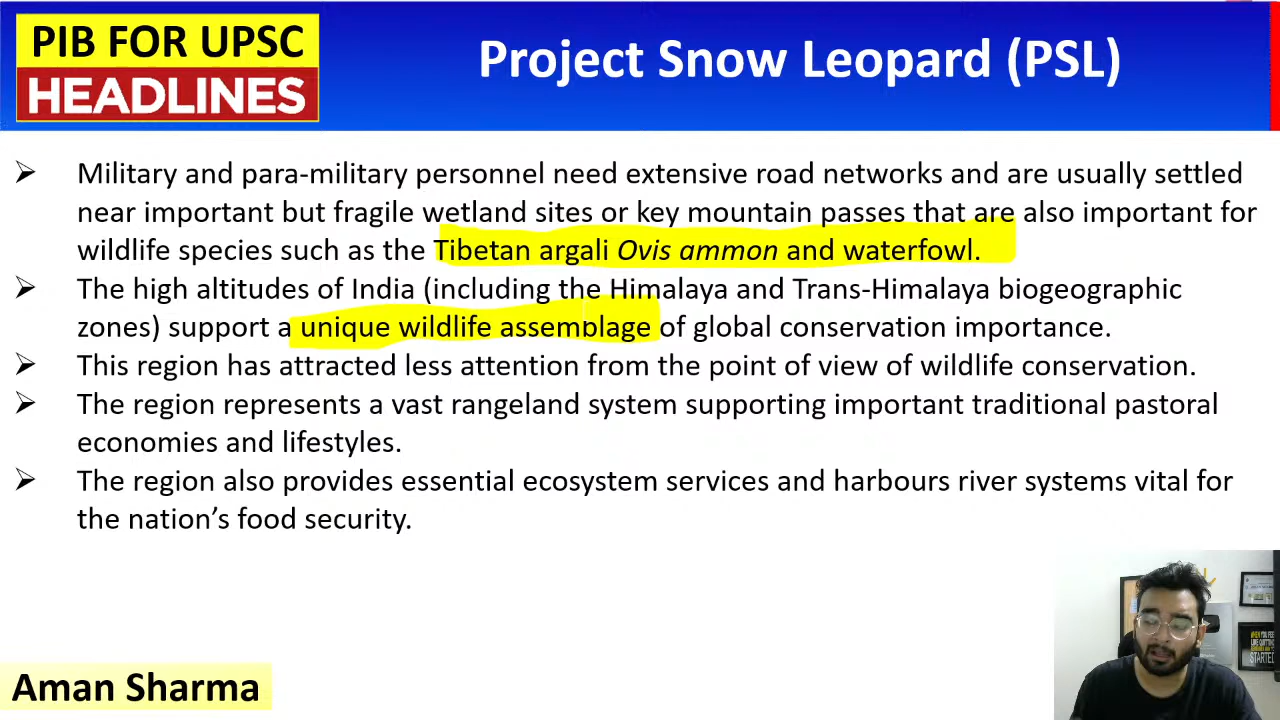 PIB FOR UPSC
HEADLINES
Project Snow Leopard (PSL)
➢ Military and para-military personnel need extensive road networks and are usually settled
near important but fragile wetland sites or key mountain passes that are also important for
wildlife species such as the Tibetan argali Ovis ammon and waterfowl.
➢ The high altitudes of India (including the Himalaya and Trans-Himalaya biogeographic
zones) support a unique wildlife assemblage of global conservation importance.
➢ This region has attracted less attention from the point of view of wildlife conservation.
➢ The region represents a vast rangeland system supporting important traditional pastoral
economies and lifestyles.
➢ The region also provides essential ecosystem services and harbours river systems vital for
the nation's food security.
WHEN YOU FEEL
LIKE QUITTING
STARTED
Aman Sharma